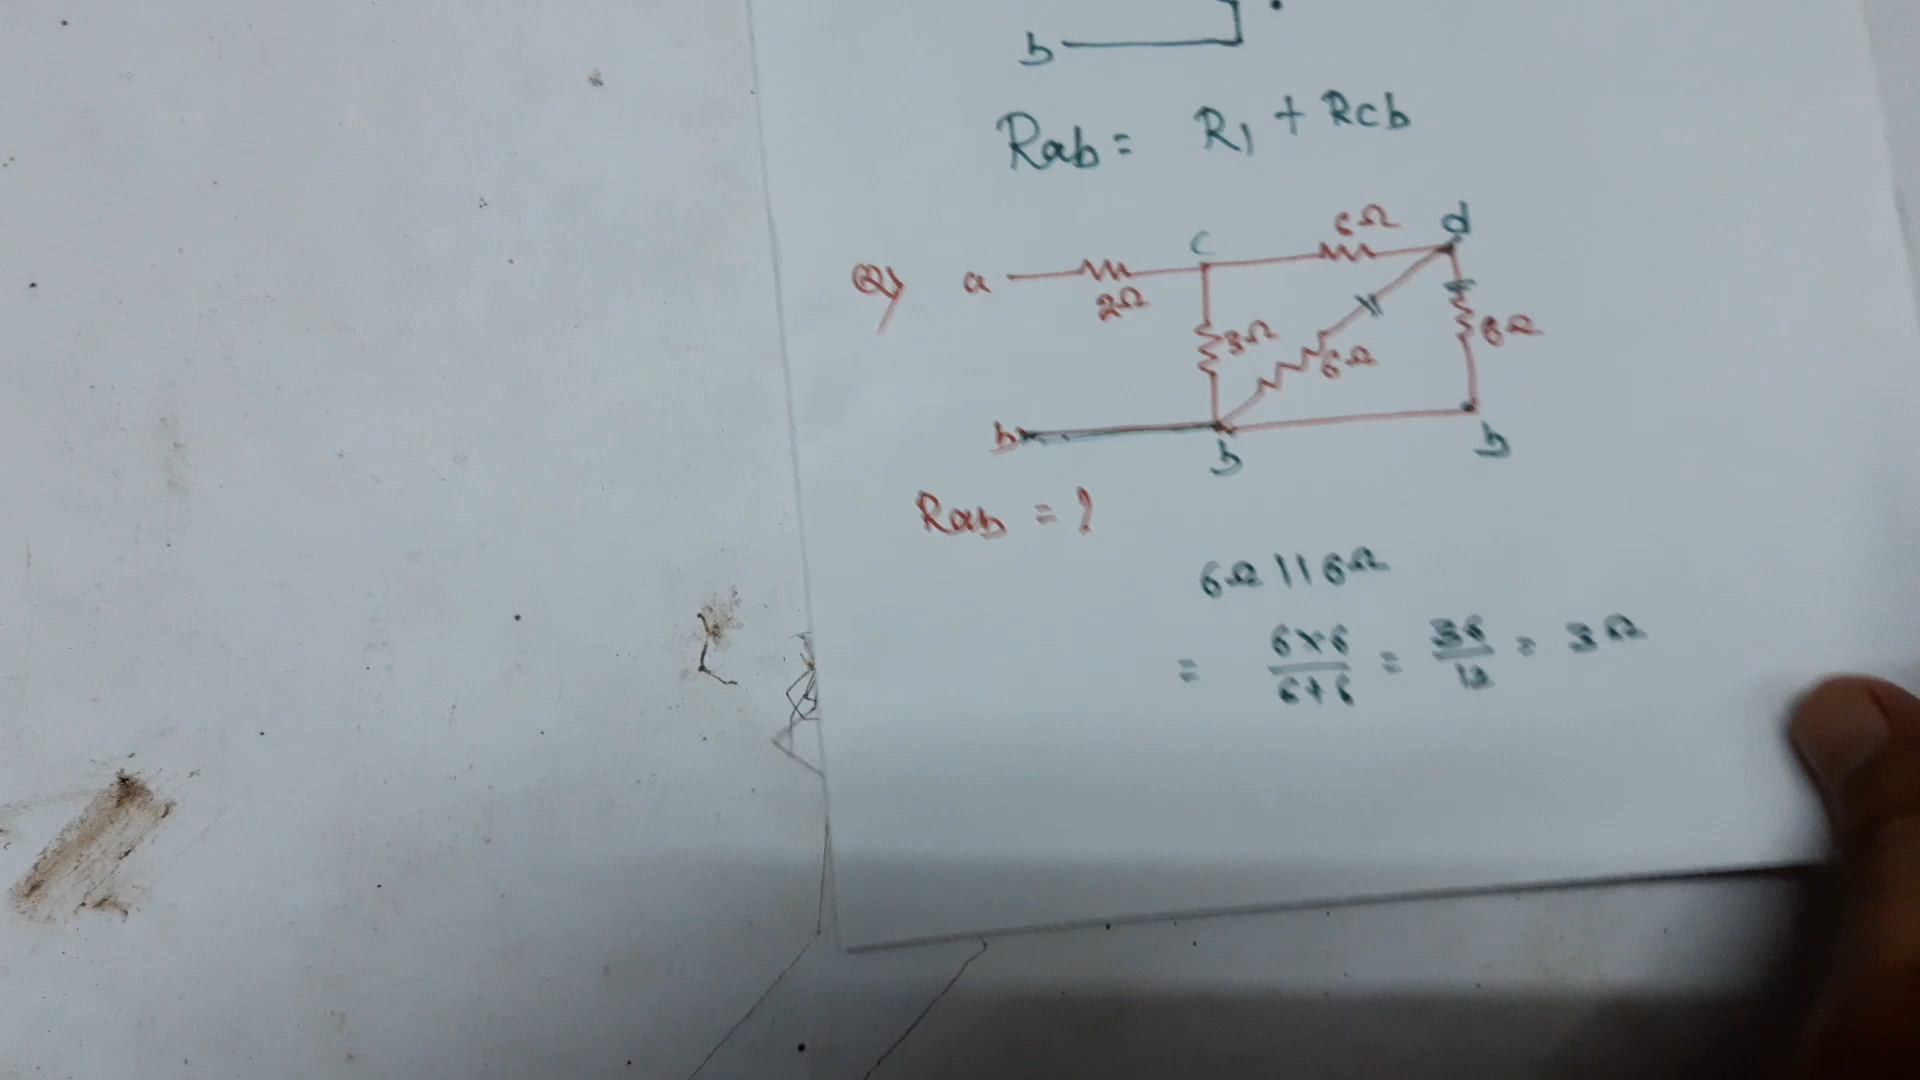 b
Rab = R1 + Rcb
Q) a 2Ω c 6Ω d
3Ω 6Ω 6Ω
b b b
Rab = ?
6Ω || 6Ω
= 6×6/6+6 = 36/12 = 3Ω